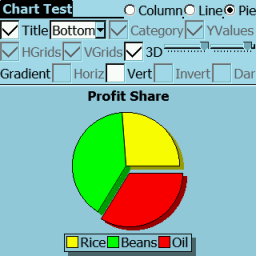 Chart Test Column Line Pie
Title Bottom Category YValues
HGrids VGrids 3D
Gradient Horiz Vert Invert Dar
Profit Share
Rice Beans Oil